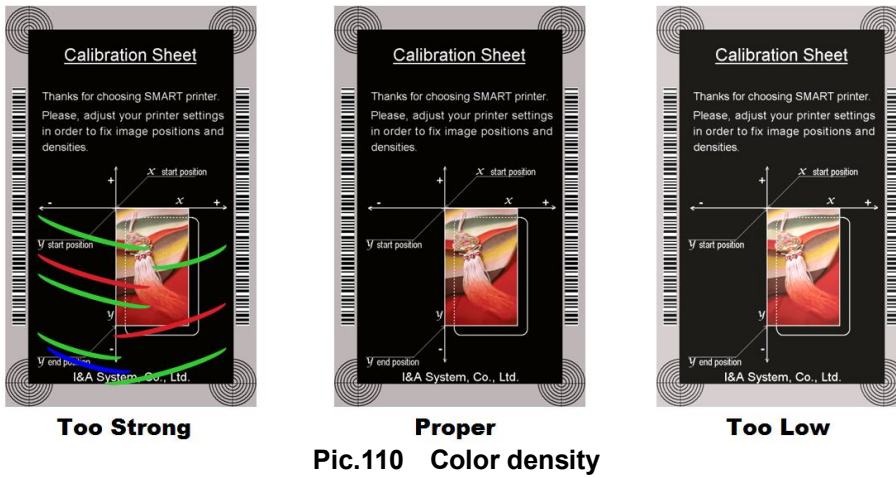 Calibration Sheet
Thanks for choosing SMART printer.
Please, adjust your printer settings
in order to fix image positions and
densities.
x start position
+
- x +
y start position
y
-
y end position
I&A System, Co., Ltd.
Too Strong
Calibration Sheet
Thanks for choosing SMART printer.
Please, adjust your printer settings
in order to fix image positions and
densities.
x start position
+
- x +
y start position
y
-
y end position
I&A System, Co., Ltd.
Proper
Calibration Sheet
Thanks for choosing SMART printer.
Please, adjust your printer settings
in order to fix image positions and
densities.
x start position
+
- x +
y start position
y
-
y end position
I&A System, Co., Ltd.
Too Low
Pic.110 Color density